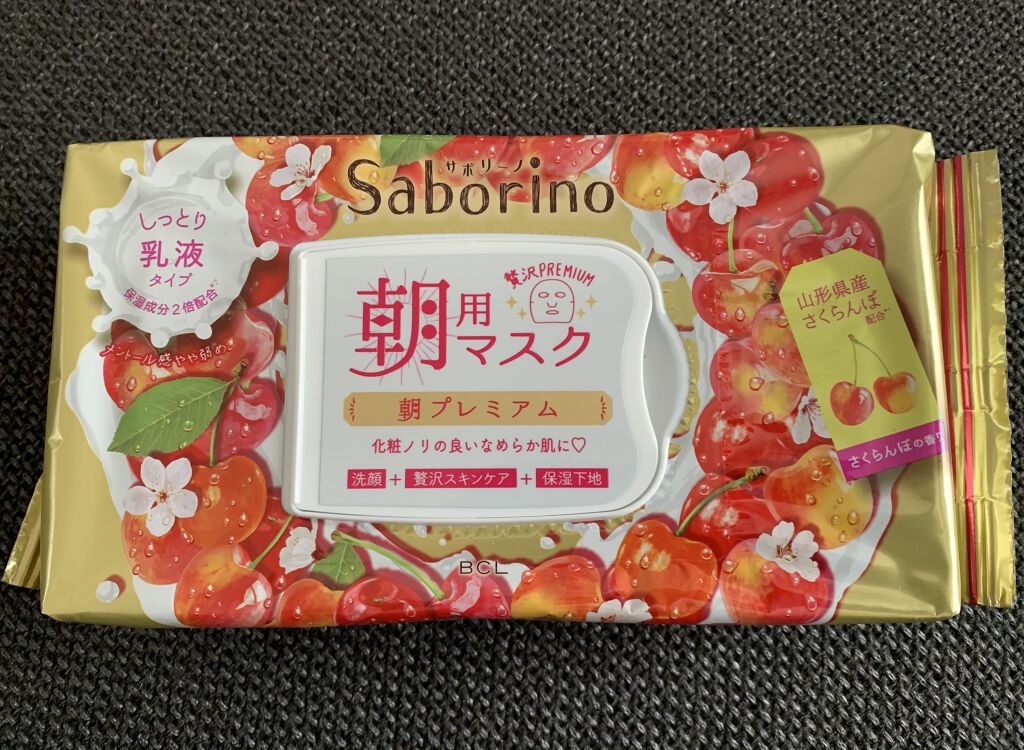 サボリーノ
Saborino
しっとり
乳液
タイプ
保湿成分2倍配合
メントール感やや弱め
贅沢PREMIUM
朝用
マスク
朝プレミアム
化粧ノリの良いなめらか肌に♡
洗顔+贅沢スキンケア+保湿下地
山形県産
さくらんぼ
配合
さくらんぼの香り
BCL